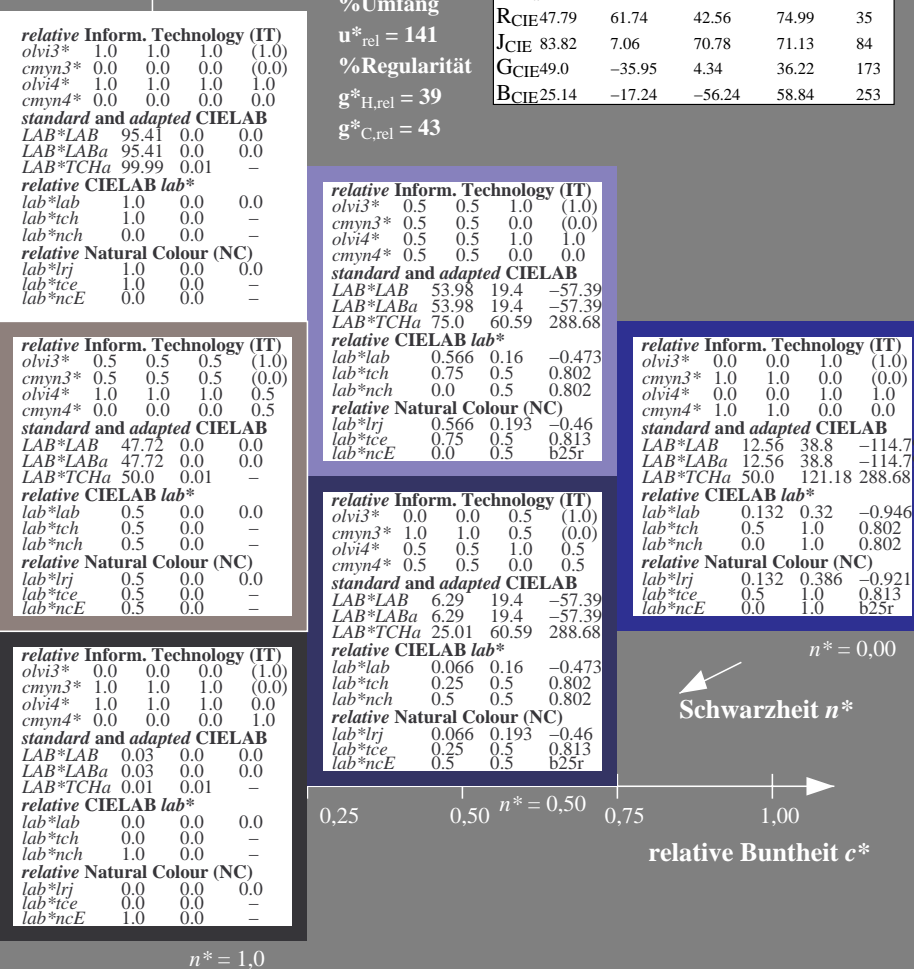 %Umfang
u*rel = 141
%Regularität
g*H,rel = 39
g*C,rel = 43
RCIE 47.79 61.74 42.56 74.99 35
JCIE 83.82 7.06 70.78 71.13 84
GCIE 49.0 −35.95 4.34 36.22 173
BCIE 25.14 −17.24 −56.24 58.84 253
relative Inform. Technology (IT)
olvi3* 1.0 1.0 1.0 (1.0)
cmyn3* 0.0 0.0 0.0 (0.0)
olvi4* 1.0 1.0 1.0 1.0
cmyn4* 0.0 0.0 0.0 0.0
standard and adapted CIELAB
LAB*LAB 95.41 0.0 0.0
LAB*LABa 95.41 0.0 0.0
LAB*TCHa 99.99 0.01 –
relative CIELAB lab*
lab*lab 1.0 0.0 0.0
lab*tch 1.0 0.0 –
lab*nch 0.0 0.0 –
relative Natural Colour (NC)
lab*lrj 1.0 0.0 0.0
lab*tce 1.0 0.0 –
lab*ncE 0.0 0.0 –
relative Inform. Technology (IT)
olvi3* 0.5 0.5 1.0 (1.0)
cmyn3* 0.5 0.5 0.0 (0.0)
olvi4* 0.5 0.5 1.0 1.0
cmyn4* 0.5 0.5 0.0 0.0
standard and adapted CIELAB
LAB*LAB 53.98 19.4 −57.39
LAB*LABa 53.98 19.4 −57.39
LAB*TCHa 75.0 60.59 288.68
relative CIELAB lab*
lab*lab 0.566 0.16 −0.473
lab*tch 0.75 0.5 0.802
lab*nch 0.0 0.5 0.802
relative Natural Colour (NC)
lab*lrj 0.566 0.193 −0.46
lab*tce 0.75 0.5 0.813
lab*ncE 0.0 0.5 b25r
relative Inform. Technology (IT)
olvi3* 0.5 0.5 0.5 (1.0)
cmyn3* 0.5 0.5 0.5 (0.0)
olvi4* 1.0 1.0 1.0 0.5
cmyn4* 0.0 0.0 0.0 0.5
standard and adapted CIELAB
LAB*LAB 47.72 0.0 0.0
LAB*LABa 47.72 0.0 0.0
LAB*TCHa 50.0 0.01 –
relative CIELAB lab*
lab*lab 0.5 0.0 0.0
lab*tch 0.5 0.0 –
lab*nch 0.5 0.0 –
relative Natural Colour (NC)
lab*lrj 0.5 0.0 0.0
lab*tce 0.5 0.0 –
lab*ncE 0.5 0.0 –
relative Inform. Technology (IT)
olvi3* 0.0 0.0 1.0 (1.0)
cmyn3* 1.0 1.0 0.0 (0.0)
olvi4* 0.0 0.0 1.0 1.0
cmyn4* 1.0 1.0 0.0 0.0
standard and adapted CIELAB
LAB*LAB 12.56 38.8 −114.7
LAB*LABa 12.56 38.8 −114.7
LAB*TCHa 50.0 121.18 288.68
relative CIELAB lab*
lab*lab 0.132 0.32 −0.946
lab*tch 0.5 1.0 0.802
lab*nch 0.0 1.0 0.802
relative Natural Colour (NC)
lab*lrj 0.132 0.386 −0.921
lab*tce 0.5 1.0 0.813
lab*ncE 0.0 1.0 b25r
relative Inform. Technology (IT)
olvi3* 0.0 0.0 0.5 (1.0)
cmyn3* 1.0 1.0 0.5 (0.0)
olvi4* 0.5 0.5 1.0 0.5
cmyn4* 0.5 0.5 0.0 0.5
standard and adapted CIELAB
LAB*LAB 6.29 19.4 −57.39
LAB*LABa 6.29 19.4 −57.39
LAB*TCHa 25.01 60.59 288.68
relative CIELAB lab*
lab*lab 0.066 0.16 −0.473
lab*tch 0.25 0.5 0.802
lab*nch 0.5 0.5 0.802
relative Natural Colour (NC)
lab*lrj 0.066 0.193 −0.46
lab*tce 0.25 0.5 0.813
lab*ncE 0.5 0.5 b25r
relative Inform. Technology (IT)
olvi3* 0.0 0.0 0.0 (1.0)
cmyn3* 1.0 1.0 1.0 (0.0)
olvi4* 1.0 1.0 1.0 0.0
cmyn4* 0.0 0.0 0.0 1.0
standard and adapted CIELAB
LAB*LAB 0.03 0.0 0.0
LAB*LABa 0.03 0.0 0.0
LAB*TCHa 0.01 0.01 –
relative CIELAB lab*
lab*lab 0.0 0.0 0.0
lab*tch 0.0 0.0 –
lab*nch 1.0 0.0 –
relative Natural Colour (NC)
lab*lrj 0.0 0.0 0.0
lab*tce 0.0 0.0 –
lab*ncE 1.0 0.0 –
n* = 0,00
Schwarzheit n*
0,25 0,50 n* = 0,50 0,75 1,00
relative Buntheit c*
n* = 1,0